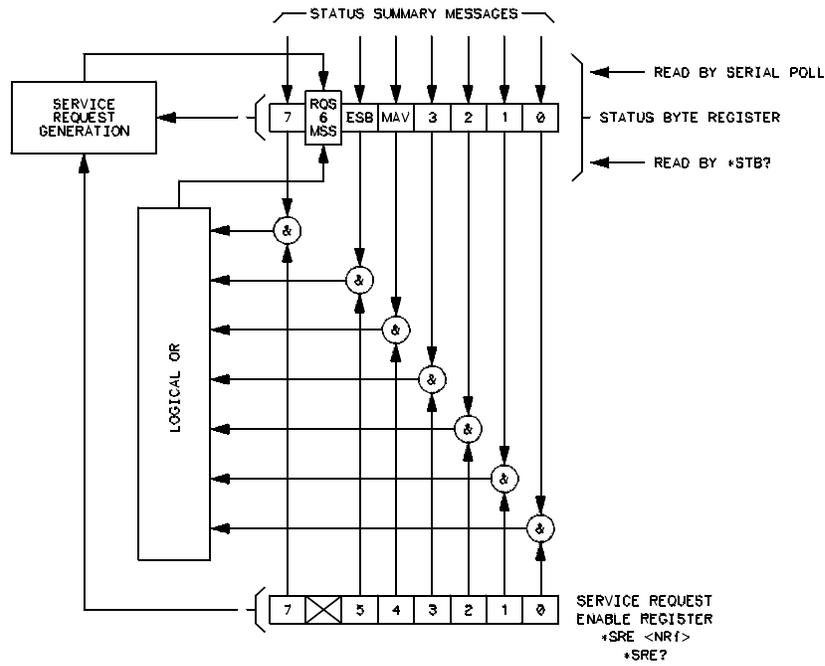 STATUS SUMMARY MESSAGES
READ BY SERIAL POLL
SERVICE
REQUEST
GENERATION
7
RQS
6
MSS
ESB
MAV
3
2
1
0
STATUS BYTE REGISTER
READ BY *STB?
&
&
&
&
&
&
&
LOGICAL OR
7
5
4
3
2
1
0
SERVICE REQUEST
ENABLE REGISTER
*SRE <NRf>
*SRE?